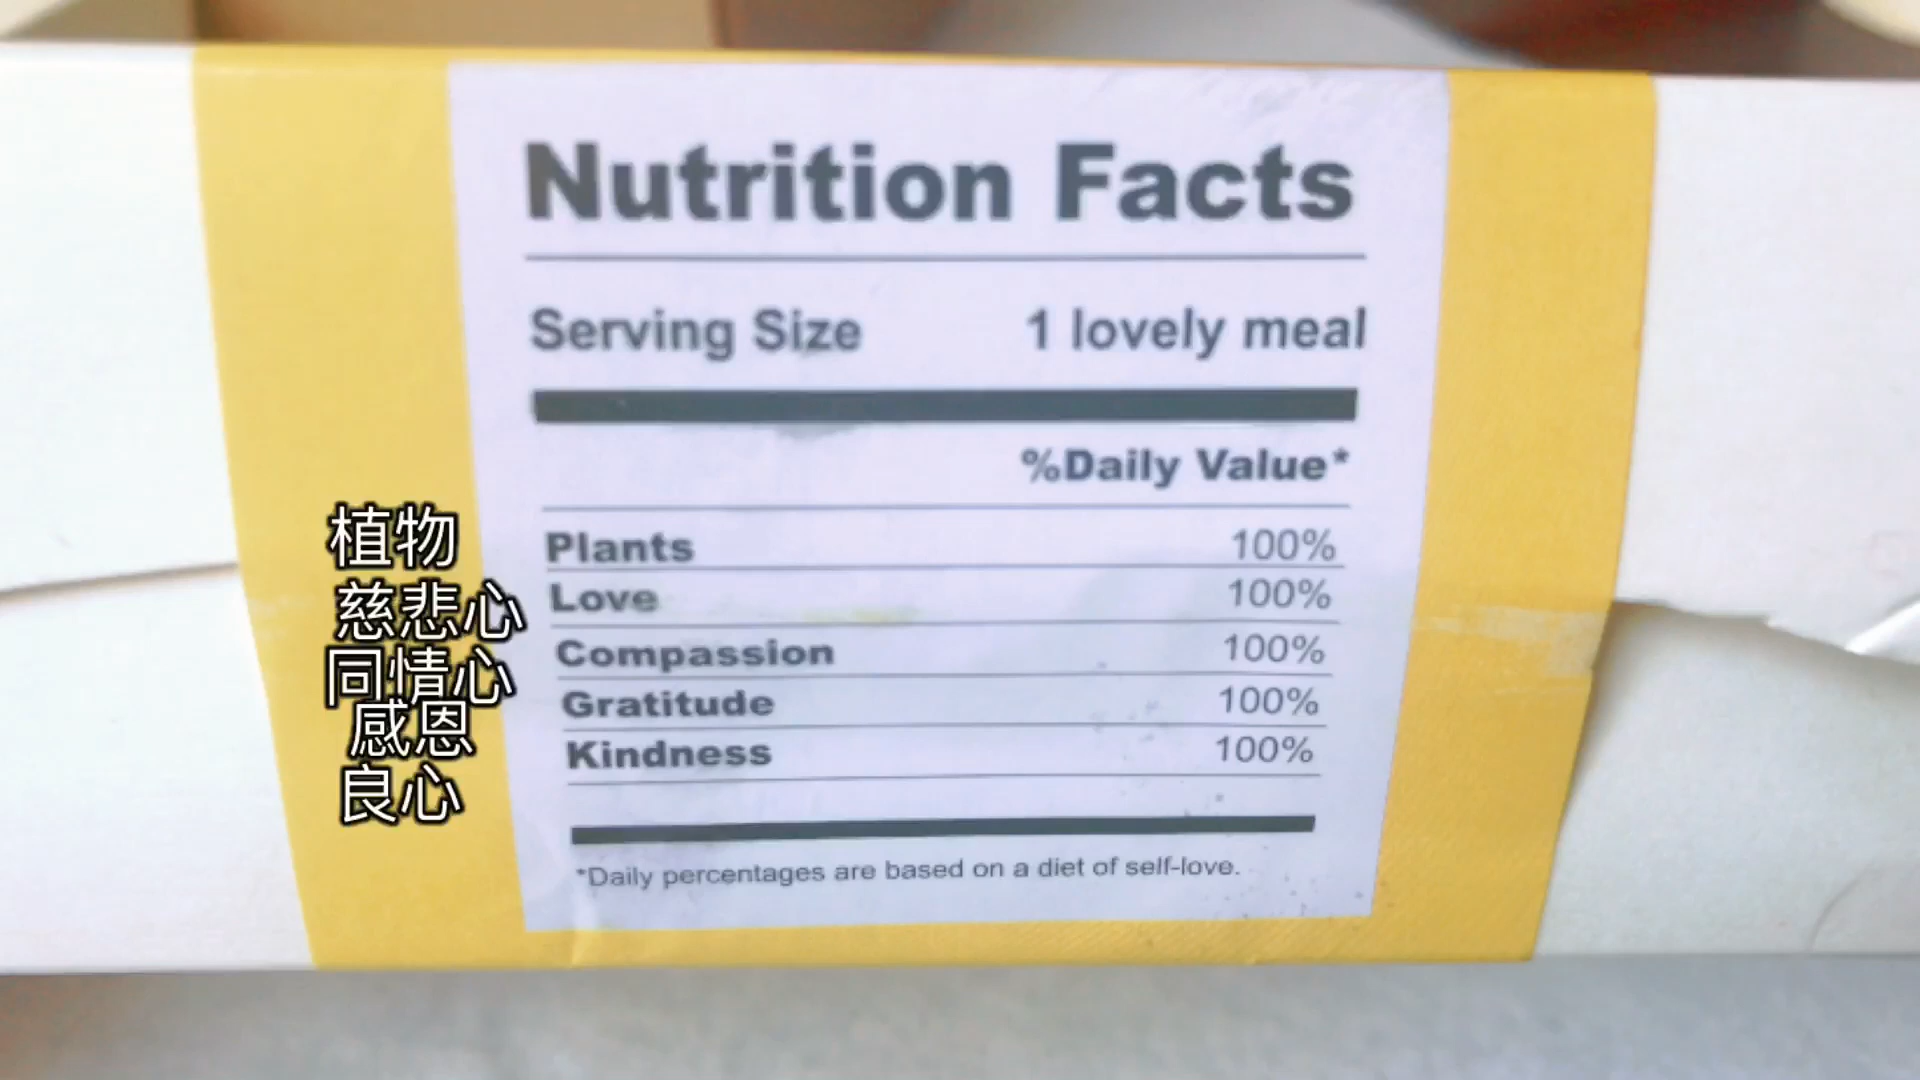 Nutrition Facts
Serving Size 1 lovely meal
%Daily Value*
植物
Plants 100%
慈悲心
Love 100%
同情心
Compassion 100%
感恩
Gratitude 100%
良心
Kindness 100%
*Daily percentages are based on a diet of self-love.